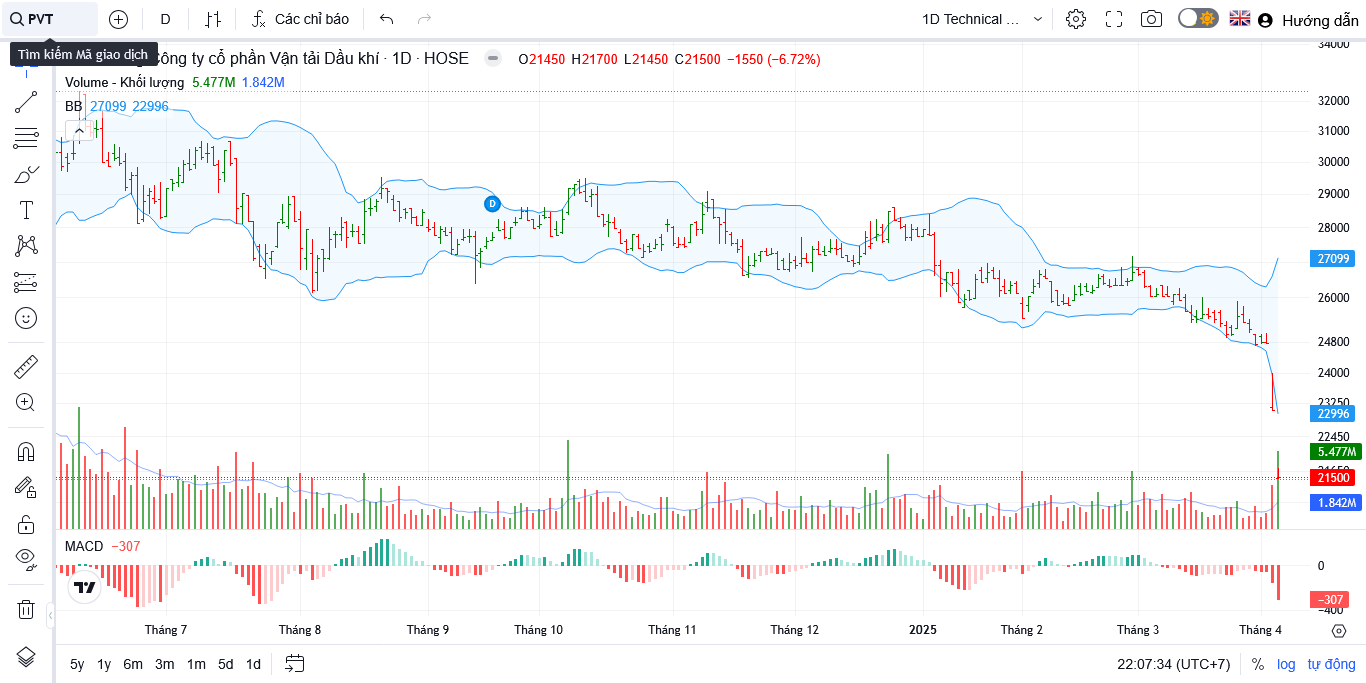 PVT
D
Các chỉ báo
1D Technical ...
Hướng dẫn
Tìm kiếm Mã giao dịch
Công ty cổ phần Vận tải Dầu khí · 1D · HOSE
O21450 H21700 L21450 C21500 −1550 (−6.72%)
Volume - Khối lượng 5.477M 1.842M
BB 27099 22996
D
34000
32000
31000
30000
29000
28000
27099
26000
24800
24000
23250
22996
22450
5.477M
21500
1.842M
MACD −307
0
−307
−400
Tháng 7 Tháng 8 Tháng 9 Tháng 10 Tháng 11 Tháng 12 2025 Tháng 2 Tháng 3 Tháng 4
5y 1y 6m 3m 1m 5d 1d
22:07:34 (UTC+7) % log tự động